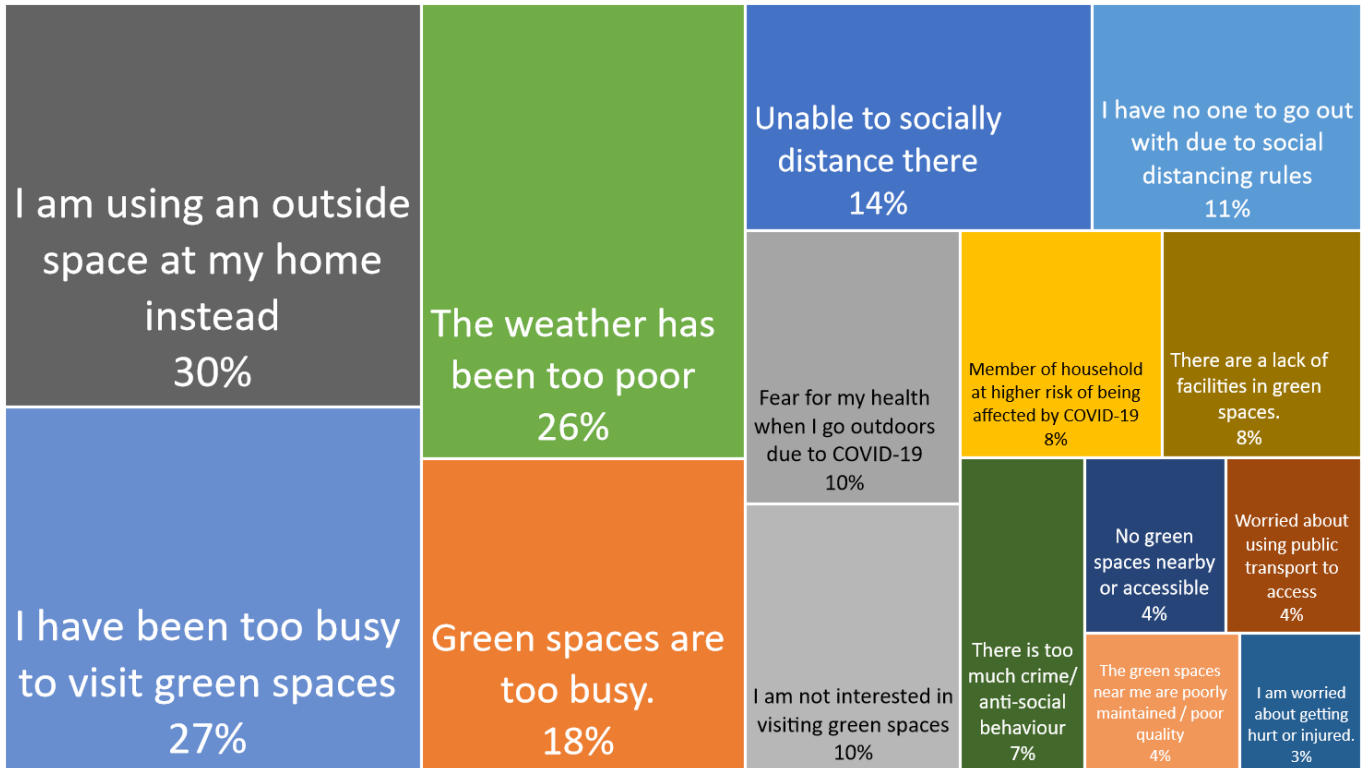 I am using an outside
space at my home
instead
30%
I have been too busy
to visit green spaces
27%
The weather has
been too poor
26%
Green spaces are
too busy.
18%
Unable to socially
distance there
14%
I have no one to go out
with due to social
distancing rules
11%
Fear for my health
when I go outdoors
due to COVID-19
10%
I am not interested in
visiting green spaces
10%
Member of household
at higher risk of being
affected by COVID-19
8%
There are a lack of
facilities in green
spaces.
8%
There is too
much crime/
anti-social
behaviour
7%
No green
spaces nearby
or accessible
4%
Worried about
using public
transport to
access
4%
The green spaces
near me are poorly
maintained / poor
quality
4%
I am worried
about getting
hurt or injured.
3%